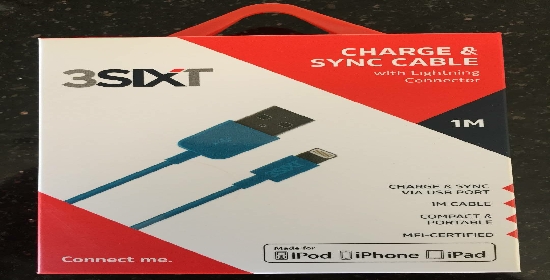 3SIXT
CHARGE &
SYNC CABLE
with Lightning
Connector
1M
CHARGE & SYNC
VIA USB PORT
1M CABLE
COMPACT &
PORTABLE
MFI-CERTIFIED
Connect me.
Made for
iPod iPhone iPad